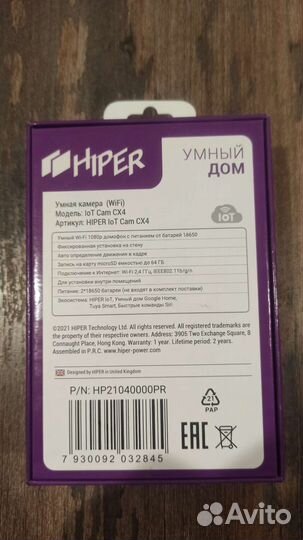 HIPER
УМНЫЙ
ДОМ
IoT
Умная камера (WiFi)
Модель: IoT Cam CX4
Артикул: HIPER IoT Cam CX4
Умный Wi-Fi 1080p домофон с питанием от батарей 18650
Фиксированная установка на стену
Авто определение движения в кадре
Запись на карту microSD емкостью до 64 ГБ
Подключение к Интернет: Wi-Fi 2,4 ГГц, IEEE802.11b/g/n
Для установки внутри помещений
Питание: 2*18650 батареи (не входят в комплект поставки)
Экосистема: HIPER IoT, Умный дом Google Home,
Tuya Smart, Быстрые команды Siri
©2021 HIPER Technology Ltd. All rights reserved.
All registered trademarks are the property of
their respective owners. Address: 3905 Two Exchange Square, 8
Connaught Place, Hong Kong. Warranty: 1 year. Lifetime period: 2 years.
Assembled in P.R.C. www.hiper-power.com
Designed by HIPER in United Kingdom
P/N: HP21040000PR
7 930092 032845
21
PAP
EAC
Avito